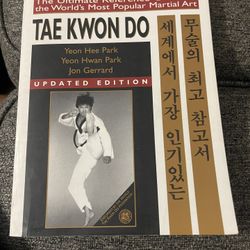 The Ultimate Reference
the World's Most Popular Martial Art
TAE KWON DO
Yeon Hee Park
Yeon Hwan Park
Jon Gerrard
UPDATED EDITION
무술의 최고 참고서
세계에서 가장 인기있는